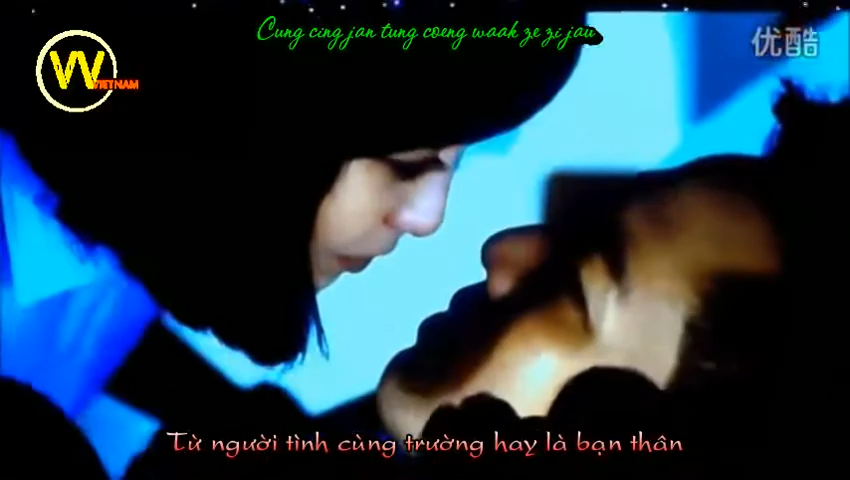 Cung cing jan tung coeng waak ze zi jau
优酷
W
VIETNAM
Từ người tình cùng trường hay là bạn thân